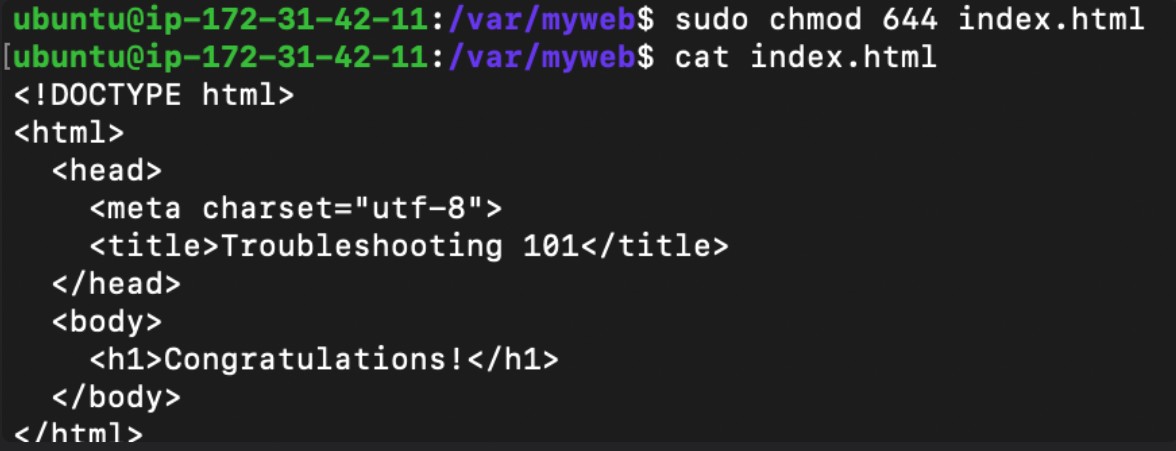 ubuntu@ip-172-31-42-11:/var/myweb$ sudo chmod 644 index.html
[ubuntu@ip-172-31-42-11:/var/myweb$ cat index.html
<!DOCTYPE html>
<html>
  <head>
    <meta charset="utf-8">
    <title>Troubleshooting 101</title>
  </head>
  <body>
    <h1>Congratulations!</h1>
  </body>
</html>